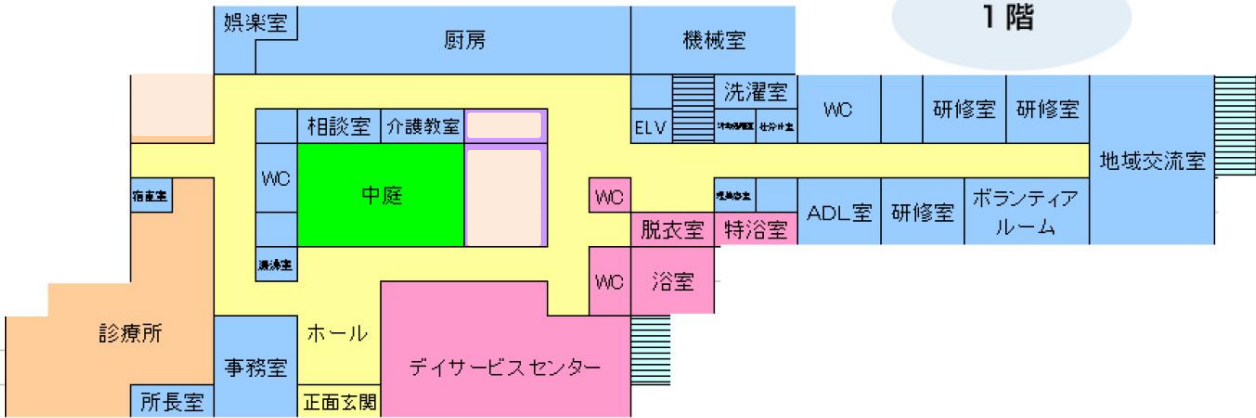 1階
娯楽室
厨房
機械室
洗濯室
WC
研修室
研修室
相談室
介護教室
ELV
地域交流室
WC
中庭
宿直室
WC
ADL室
研修室
ボランティア
ルーム
脱衣室
特浴室
湯沸室
WC
浴室
診療所
ホール
事務室
デイサービスセンター
所長室
正面玄関